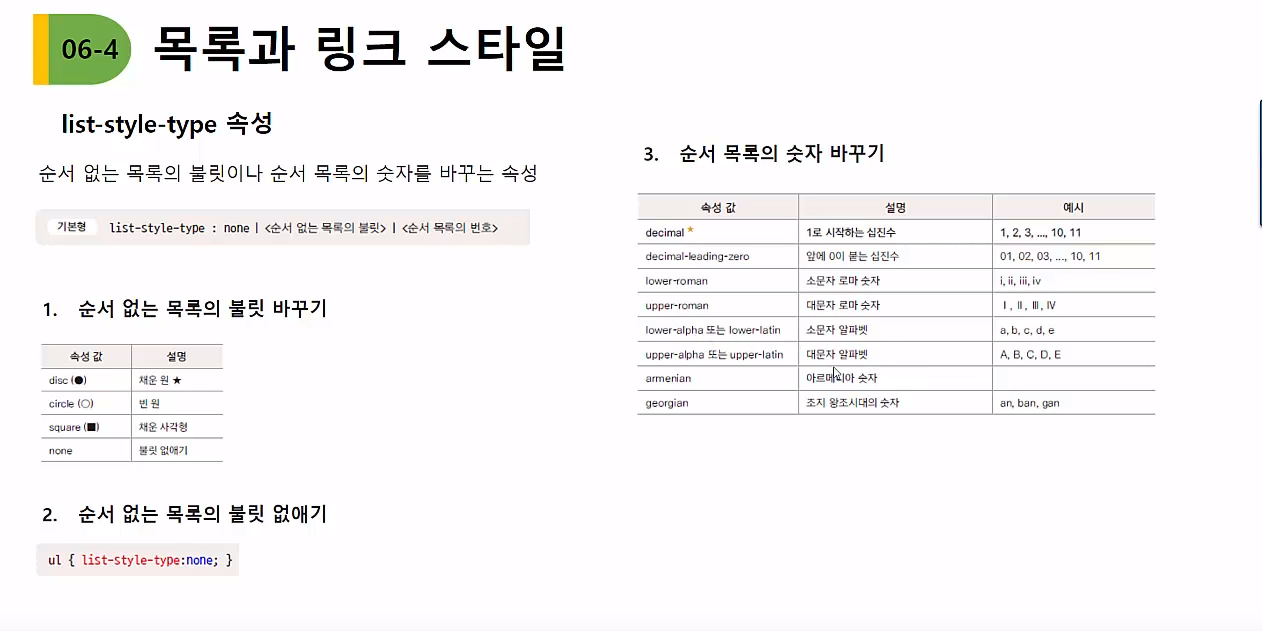 06-4 목록과 링크 스타일
list-style-type 속성
순서 없는 목록의 불릿이나 순서 목록의 숫자를 바꾸는 속성
기본형 list-style-type : none | <순서 없는 목록의 불릿> | <순서 목록의 번호>
1. 순서 없는 목록의 불릿 바꾸기
속성 값 설명
disc (●) 채운 원 ★
circle (○) 빈 원
square (■) 채운 사각형
none 불릿 없애기
2. 순서 없는 목록의 불릿 없애기
ul { list-style-type:none; }
3. 순서 목록의 숫자 바꾸기
속성 값 설명 예시
decimal ★ 1로 시작하는 십진수 1, 2, 3, ..., 10, 11
decimal-leading-zero 앞에 0이 붙는 십진수 01, 02, 03, ..., 10, 11
lower-roman 소문자 로마 숫자 i, ii, iii, iv
upper-roman 대문자 로마 숫자 Ⅰ, Ⅱ, Ⅲ, Ⅳ
lower-alpha 또는 lower-latin 소문자 알파벳 a, b, c, d, e
upper-alpha 또는 upper-latin 대문자 알파벳 A, B, C, D, E
armenian 아르메니아 숫자
georgian 조지 왕조시대의 숫자 an, ban, gan